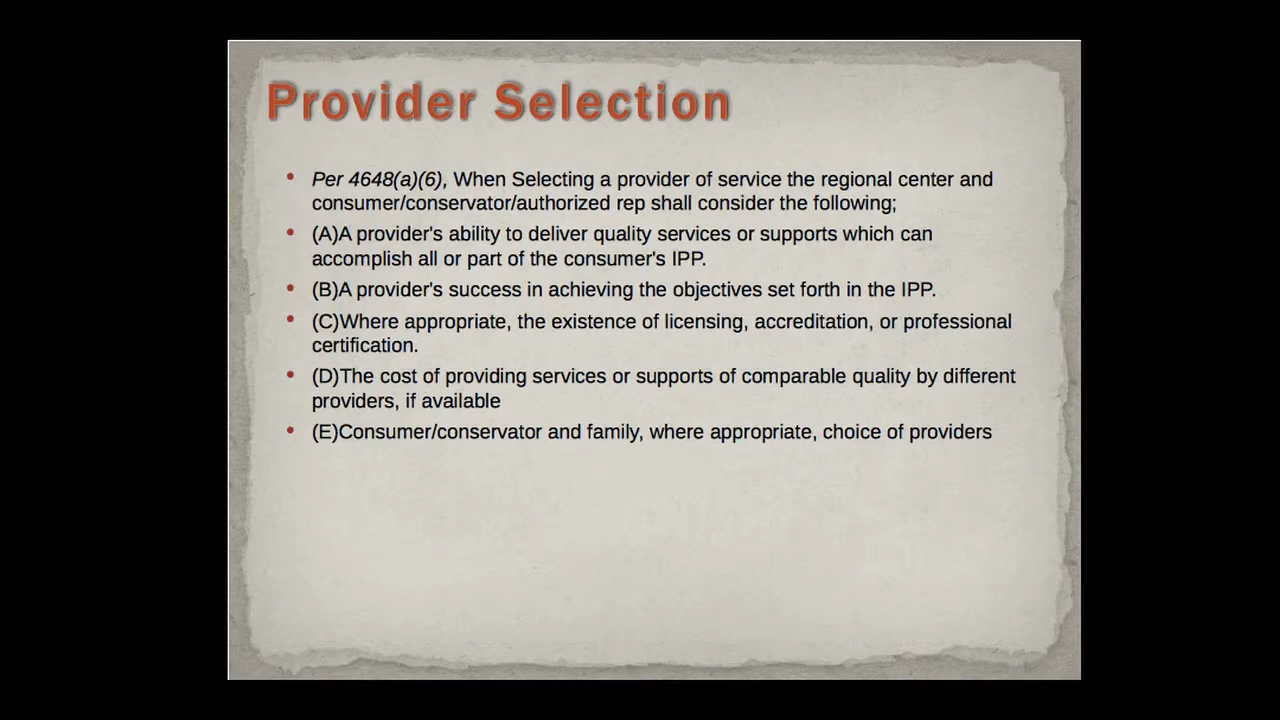 Provider Selection
• Per 4648(a)(6), When Selecting a provider of service the regional center and
consumer/conservator/authorized rep shall consider the following;
• (A)A provider's ability to deliver quality services or supports which can
accomplish all or part of the consumer's IPP.
• (B)A provider's success in achieving the objectives set forth in the IPP.
• (C)Where appropriate, the existence of licensing, accreditation, or professional
certification.
• (D)The cost of providing services or supports of comparable quality by different
providers, if available
• (E)Consumer/conservator and family, where appropriate, choice of providers